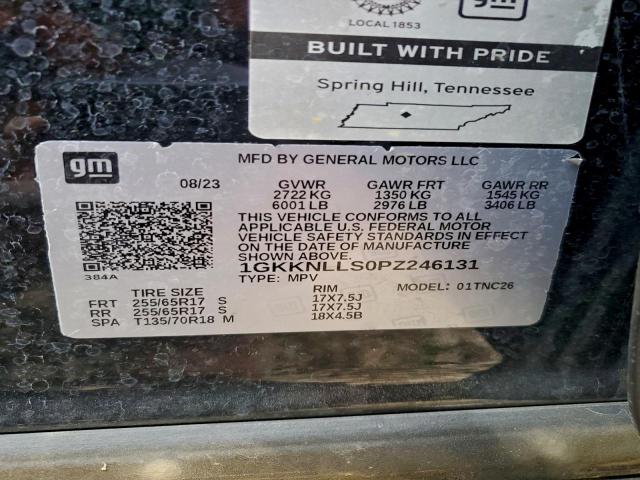 gm
LOCAL 1853
BUILT WITH PRIDE
Spring Hill, Tennessee
gm
MFD BY GENERAL MOTORS LLC
08/23 GVWR GAWR FRT GAWR RR
2722 KG 1350 KG 1545 KG
6001 LB 2976 LB 3406 LB
THIS VEHICLE CONFORMS TO ALL
APPLICABLE U.S. FEDERAL MOTOR
VEHICLE SAFETY STANDARDS IN
EFFECT ON THE DATE OF MANUFACTURE
SHOWN ABOVE.
384A
1GKKNLLS0PZ246131
TYPE: MPV MODEL: 01TNC26
TIRE SIZE RIM
FRT 255/65R17 S 17X7.5J
RR 255/65R17 S 17X7.5J
SPA T135/70R18 M 18X4.5B